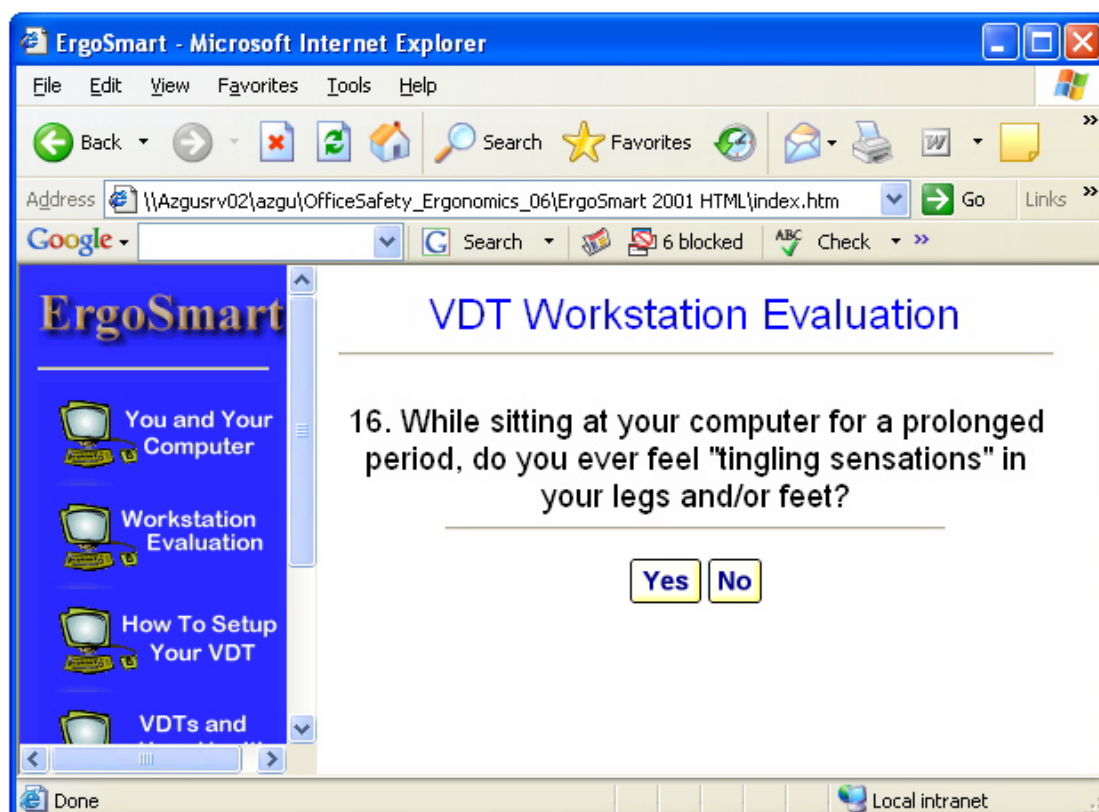 ErgoSmart - Microsoft Internet Explorer
File Edit View Favorites Tools Help
Back Search Favorites
Address \\Azgusrv02\azgu\OfficeSafety_Ergonomics_06\ErgoSmart 2001 HTML\index.htm Go Links
Google Search 6 blocked ABC Check
ErgoSmart
You and Your
Computer
Workstation
Evaluation
How To Setup
Your VDT
VDTs and
VDT Workstation Evaluation
16. While sitting at your computer for a prolonged
period, do you ever feel "tingling sensations" in
your legs and/or feet?
Yes No
Done Local intranet